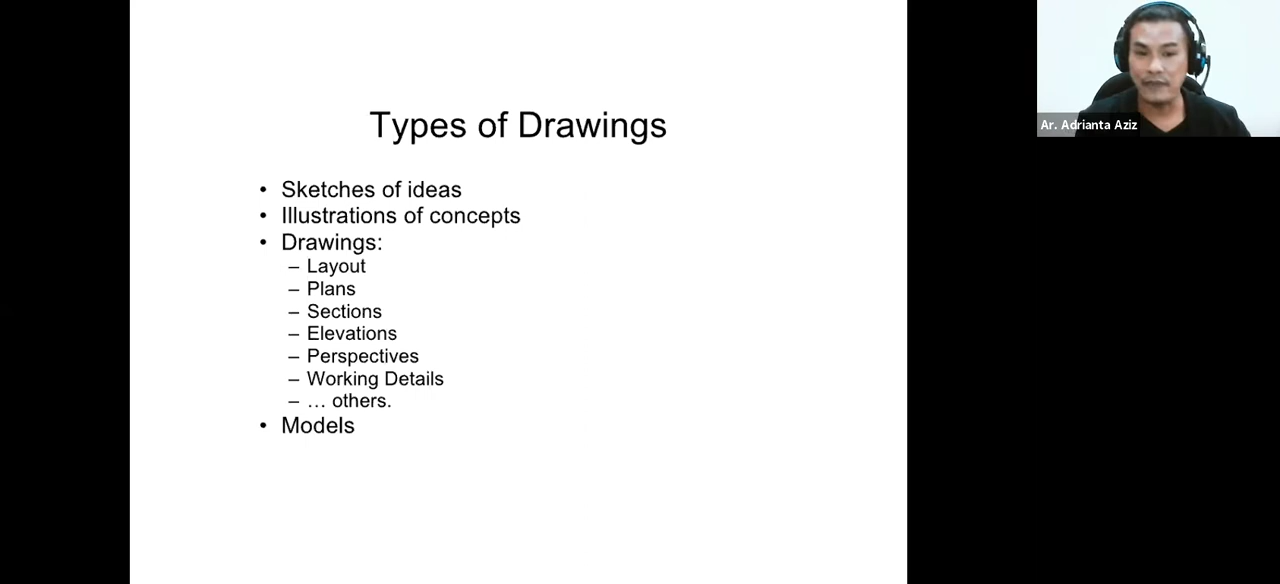 Types of Drawings
• Sketches of ideas
• Illustrations of concepts
• Drawings:
– Layout
– Plans
– Sections
– Elevations
– Perspectives
– Working Details
– … others.
• Models
Ar. Adrianta Aziz